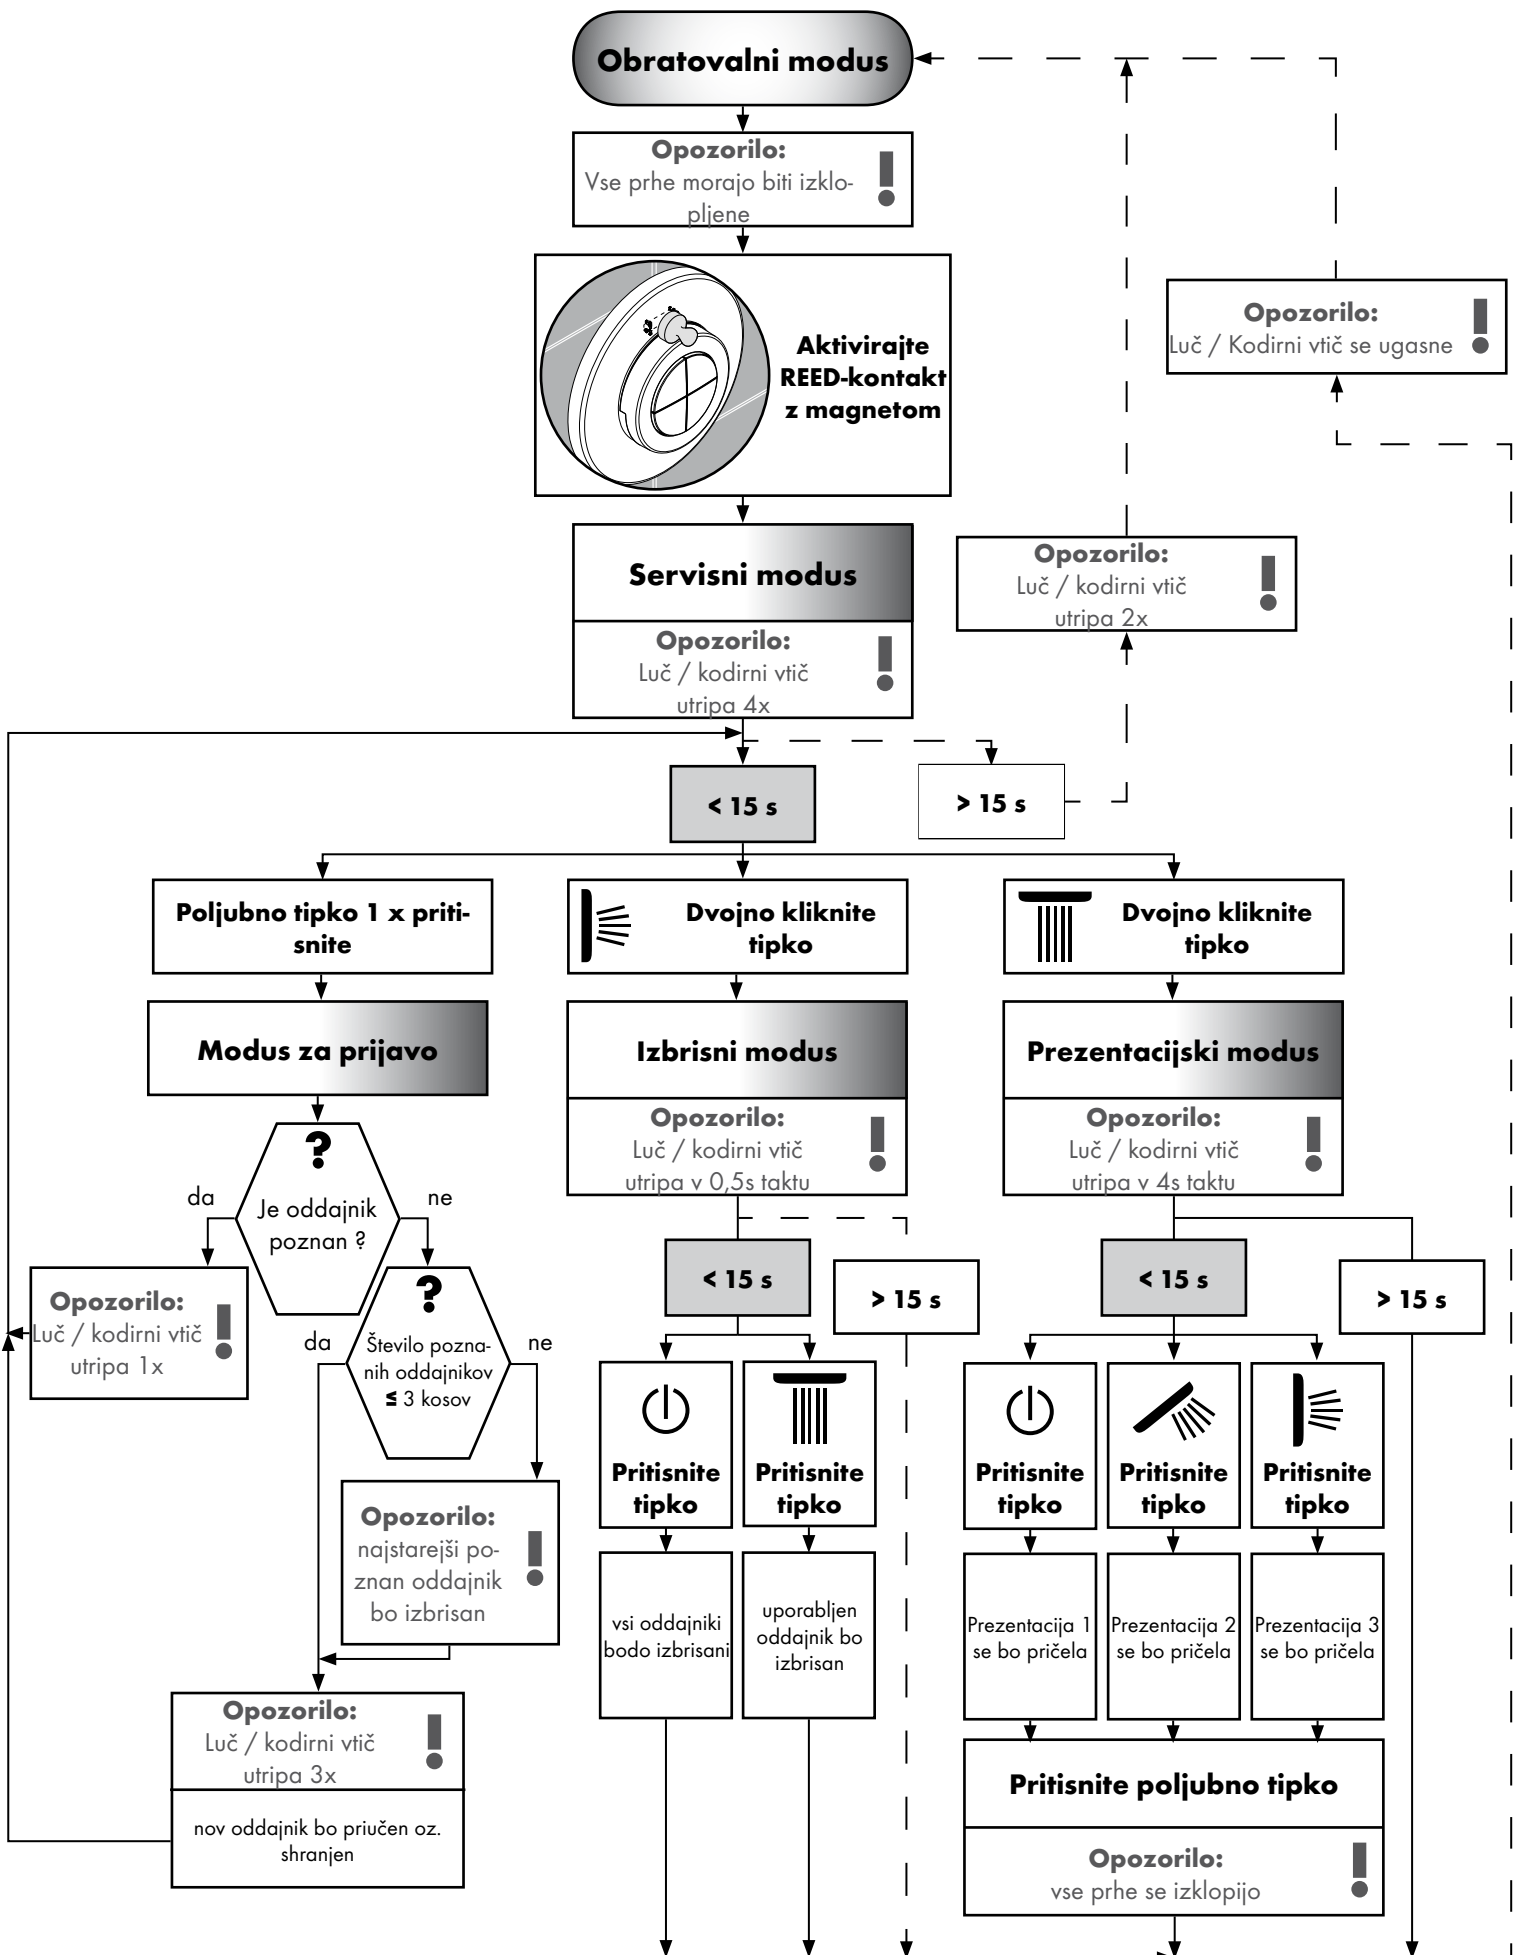 Obratovalni modus
Opozorilo:
Vse prhe morajo biti izklo-
pljene
Aktivirajte
REED-kontakt
z magnetom
Opozorilo:
Luč / Kodirni vtič se ugasne
Servisni modus
Opozorilo:
Luč / kodirni vtič
utripa 4x
Opozorilo:
Luč / kodirni vtič
utripa 2x
< 15 s
> 15 s
Poljubno tipko 1 x priti-
snite
Dvojno kliknite
tipko
Dvojno kliknite
tipko
Modus za prijavo
Izbrisni modus
Opozorilo:
Luč / kodirni vtič
utripa v 0,5s taktu
Prezentacijski modus
Opozorilo:
Luč / kodirni vtič
utripa v 4s taktu
?
da
Je oddajnik
poznan ?
ne
Opozorilo:
Luč / kodirni vtič
utripa 1x
?
da
Število pozna-
nih oddajnikov
≤ 3 kosov
ne
Opozorilo:
najstarejši po-
znan oddajnik
bo izbrisan
Opozorilo:
Luč / kodirni vtič
utripa 3x
nov oddajnik bo priučen oz.
shranjen
< 15 s
> 15 s
Pritisnite
tipko
Pritisnite
tipko
vsi oddajniki
bodo izbrisani
uporabljen
oddajnik bo
izbrisan
< 15 s
> 15 s
Pritisnite
tipko
Pritisnite
tipko
Pritisnite
tipko
Prezentacija 1
se bo pričela
Prezentacija 2
se bo pričela
Prezentacija 3
se bo pričela
Pritisnite poljubno tipko
Opozorilo:
vse prhe se izklopijo